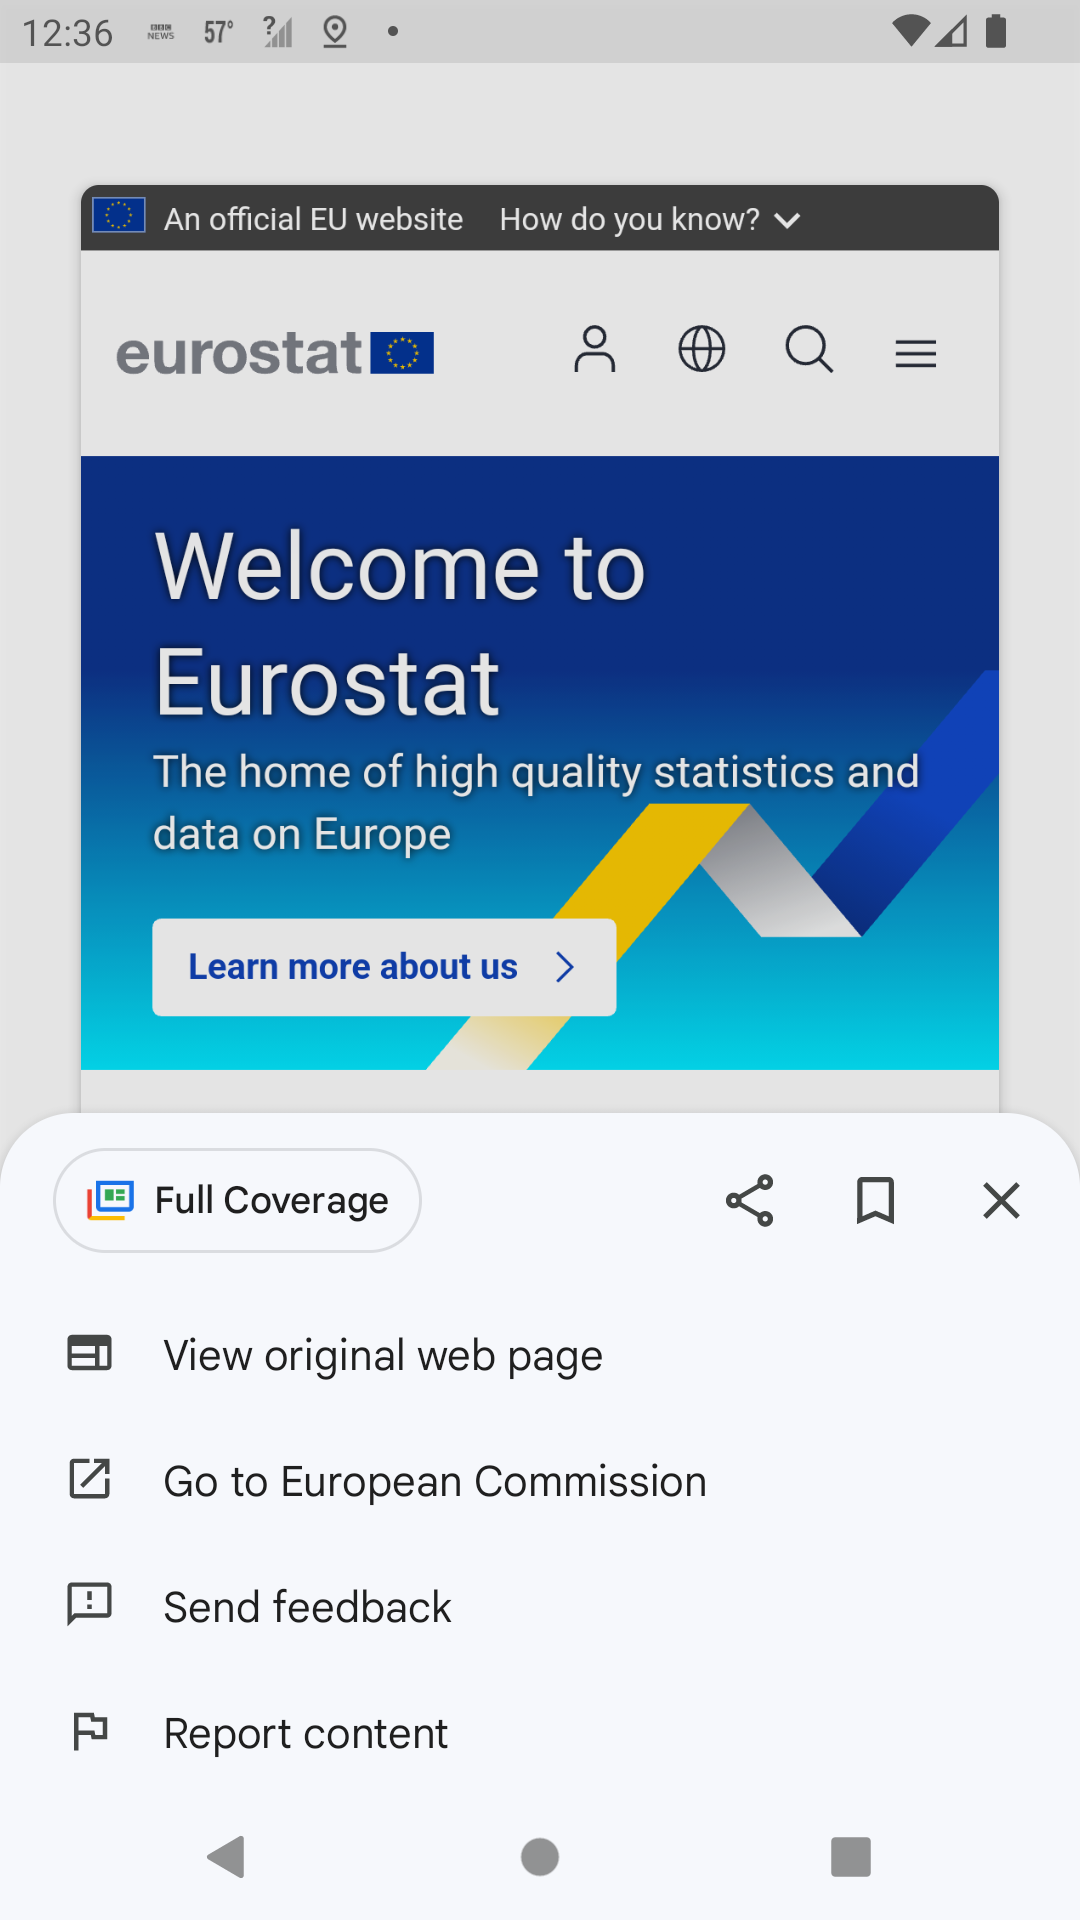 12:36 BBC NEWS 57°
An official EU website How do you know?
eurostat
Welcome to
Eurostat
The home of high quality statistics and
data on Europe
Learn more about us
Full Coverage
View original web page
Go to European Commission
Send feedback
Report content